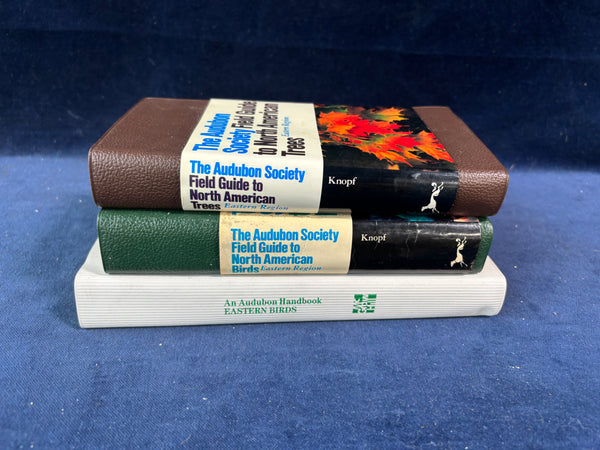 The Audubon
Society Field Guide
to North American
Trees
Eastern Region
The Audubon Society
Field Guide to
North American
Trees Eastern Region
Knopf
The Audubon Society
Field Guide to
North American
Birds Eastern Region
Knopf
An Audubon Handbook
EASTERN BIRDS